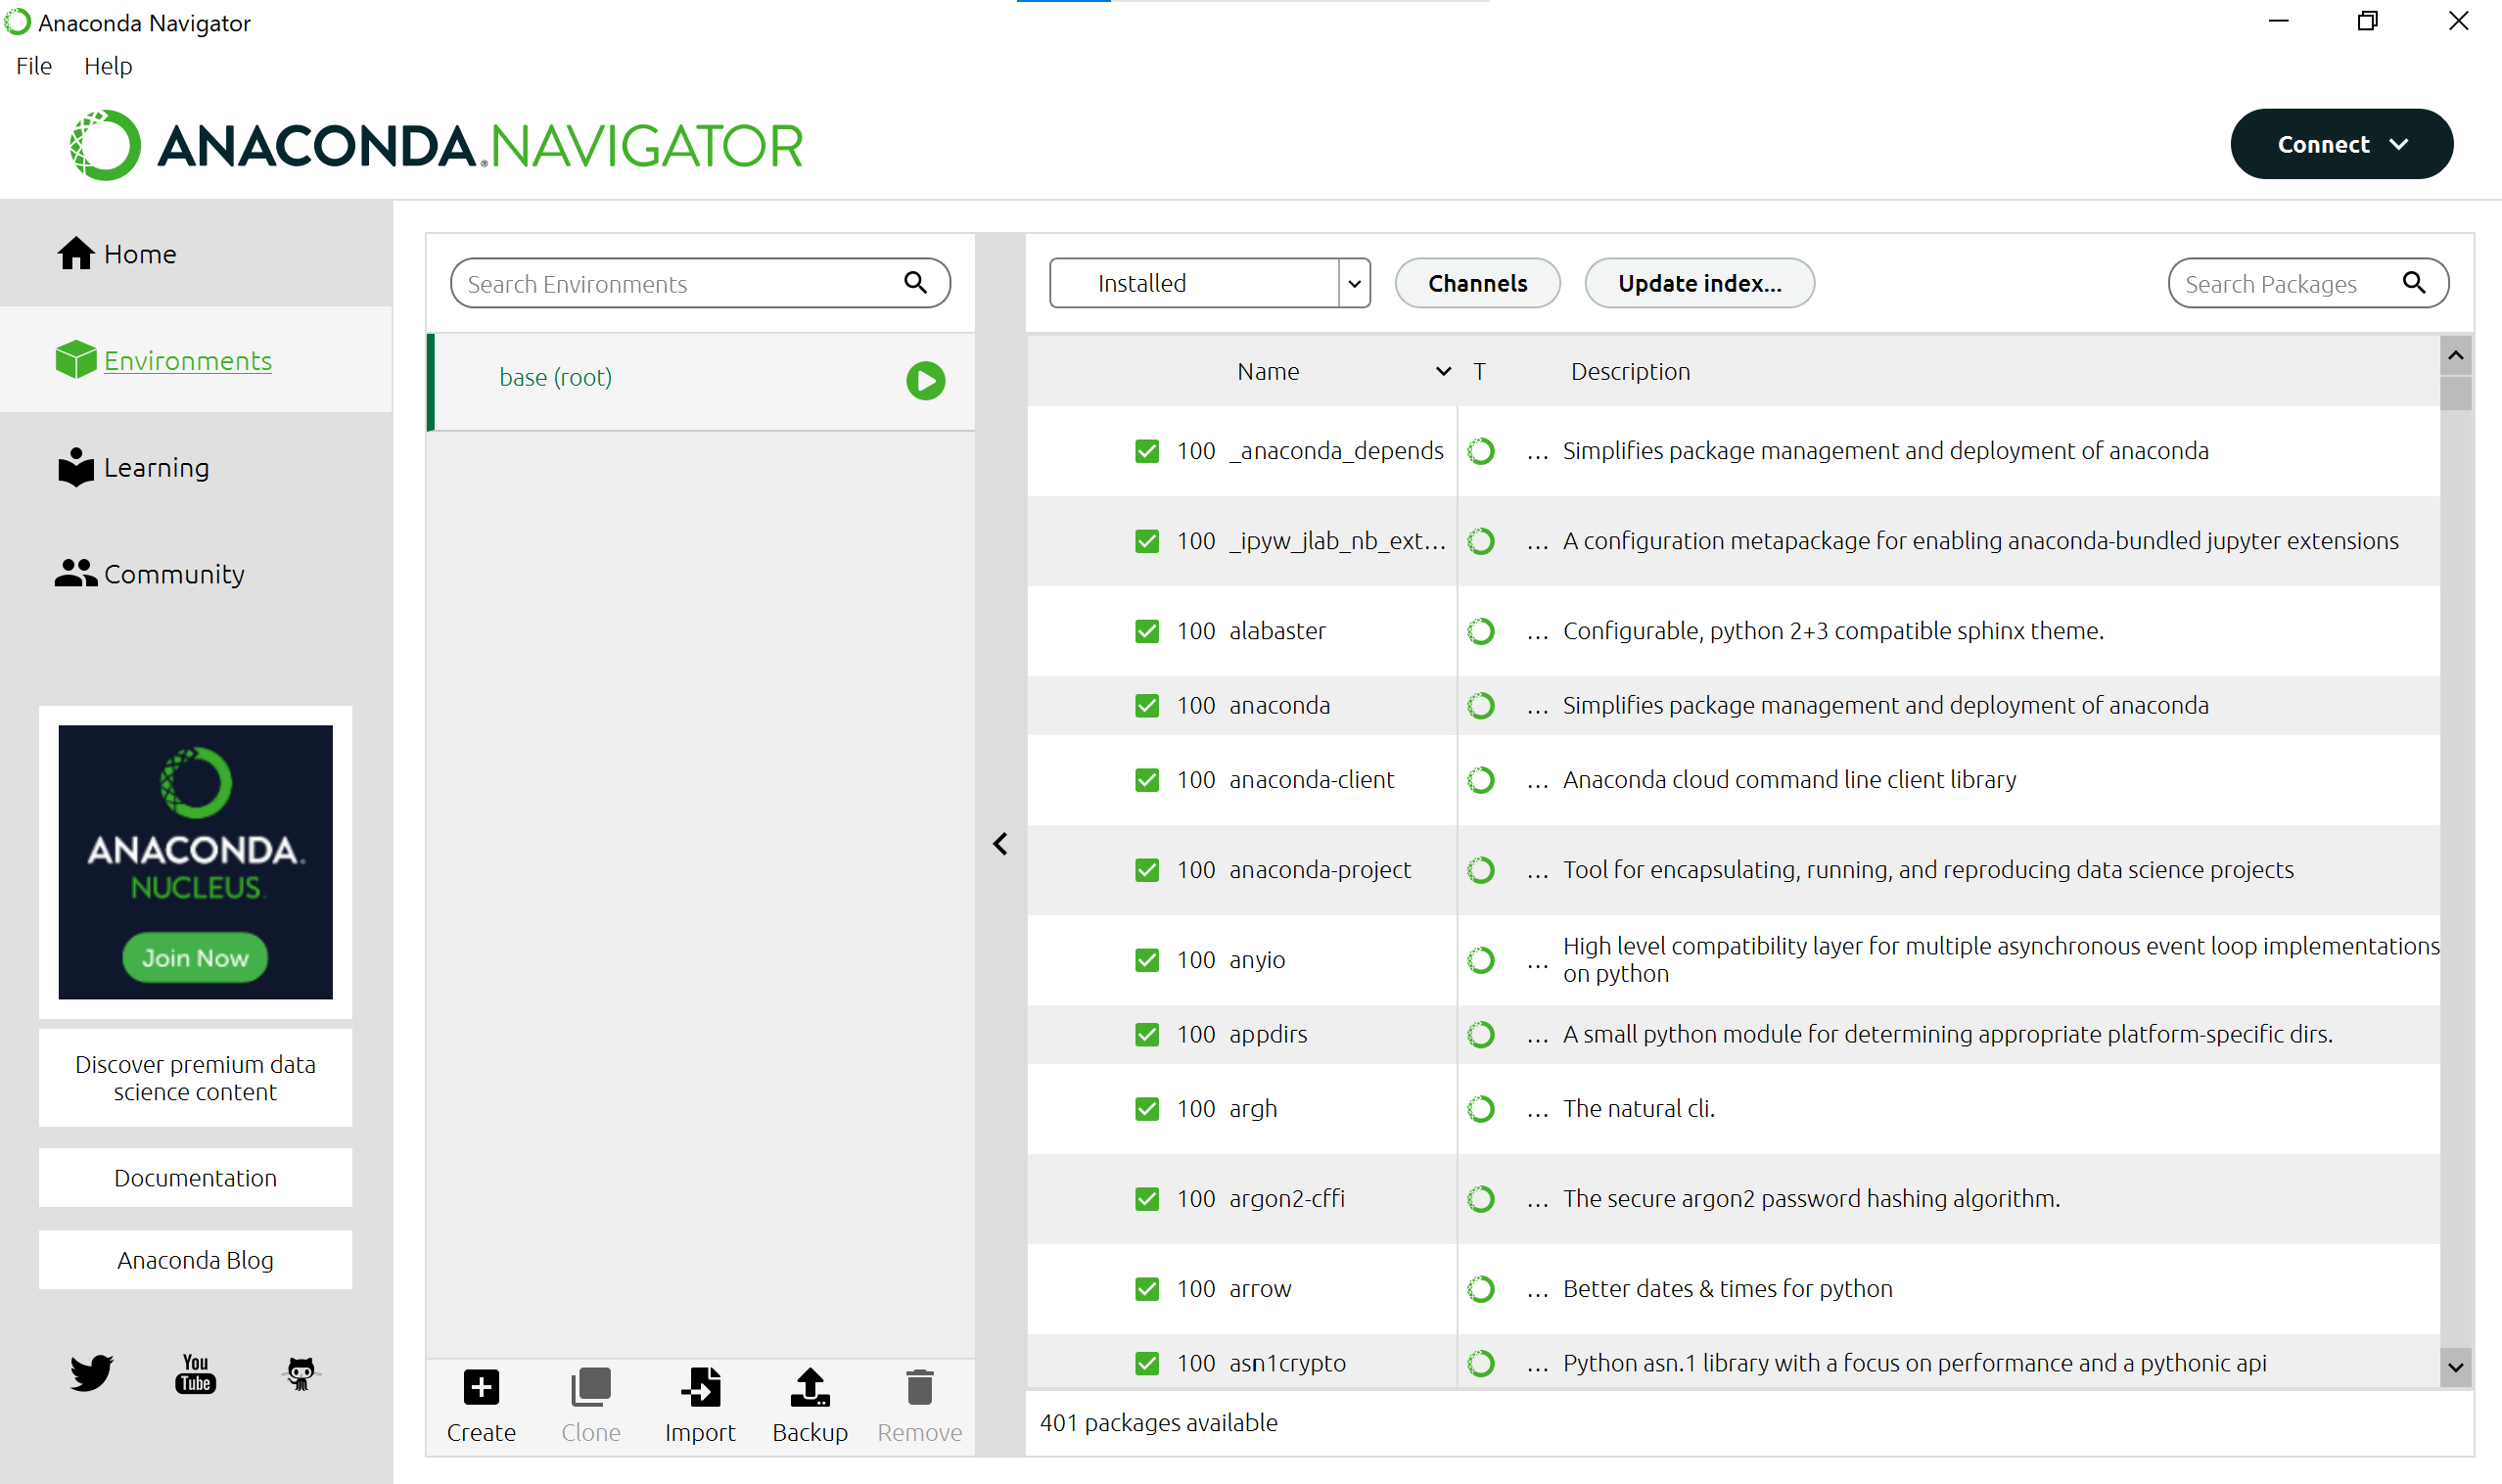 Anaconda Navigator
File Help
ANACONDA.NAVIGATOR
Connect
Home
Environments
Learning
Community
ANACONDA.
NUCLEUS
Join Now
Discover premium data
science content
Documentation
Anaconda Blog
You
Tube
Search Environments
base (root)
Create Clone Import Backup Remove
Installed Channels Update index... Search Packages
Name T Description
100 _anaconda_depends ... Simplifies package management and deployment of anaconda
100 _ipyw_jlab_nb_ext... ... A configuration metapackage for enabling anaconda-bundled jupyter extensions
100 alabaster ... Configurable, python 2+3 compatible sphinx theme.
100 anaconda ... Simplifies package management and deployment of anaconda
100 anaconda-client ... Anaconda cloud command line client library
100 anaconda-project ... Tool for encapsulating, running, and reproducing data science projects
100 anyio ... High level compatibility layer for multiple asynchronous event loop implementations
on python
100 appdirs ... A small python module for determining appropriate platform-specific dirs.
100 argh ... The natural cli.
100 argon2-cffi ... The secure argon2 password hashing algorithm.
100 arrow ... Better dates & times for python
100 asn1crypto ... Python asn.1 library with a focus on performance and a pythonic api
401 packages available